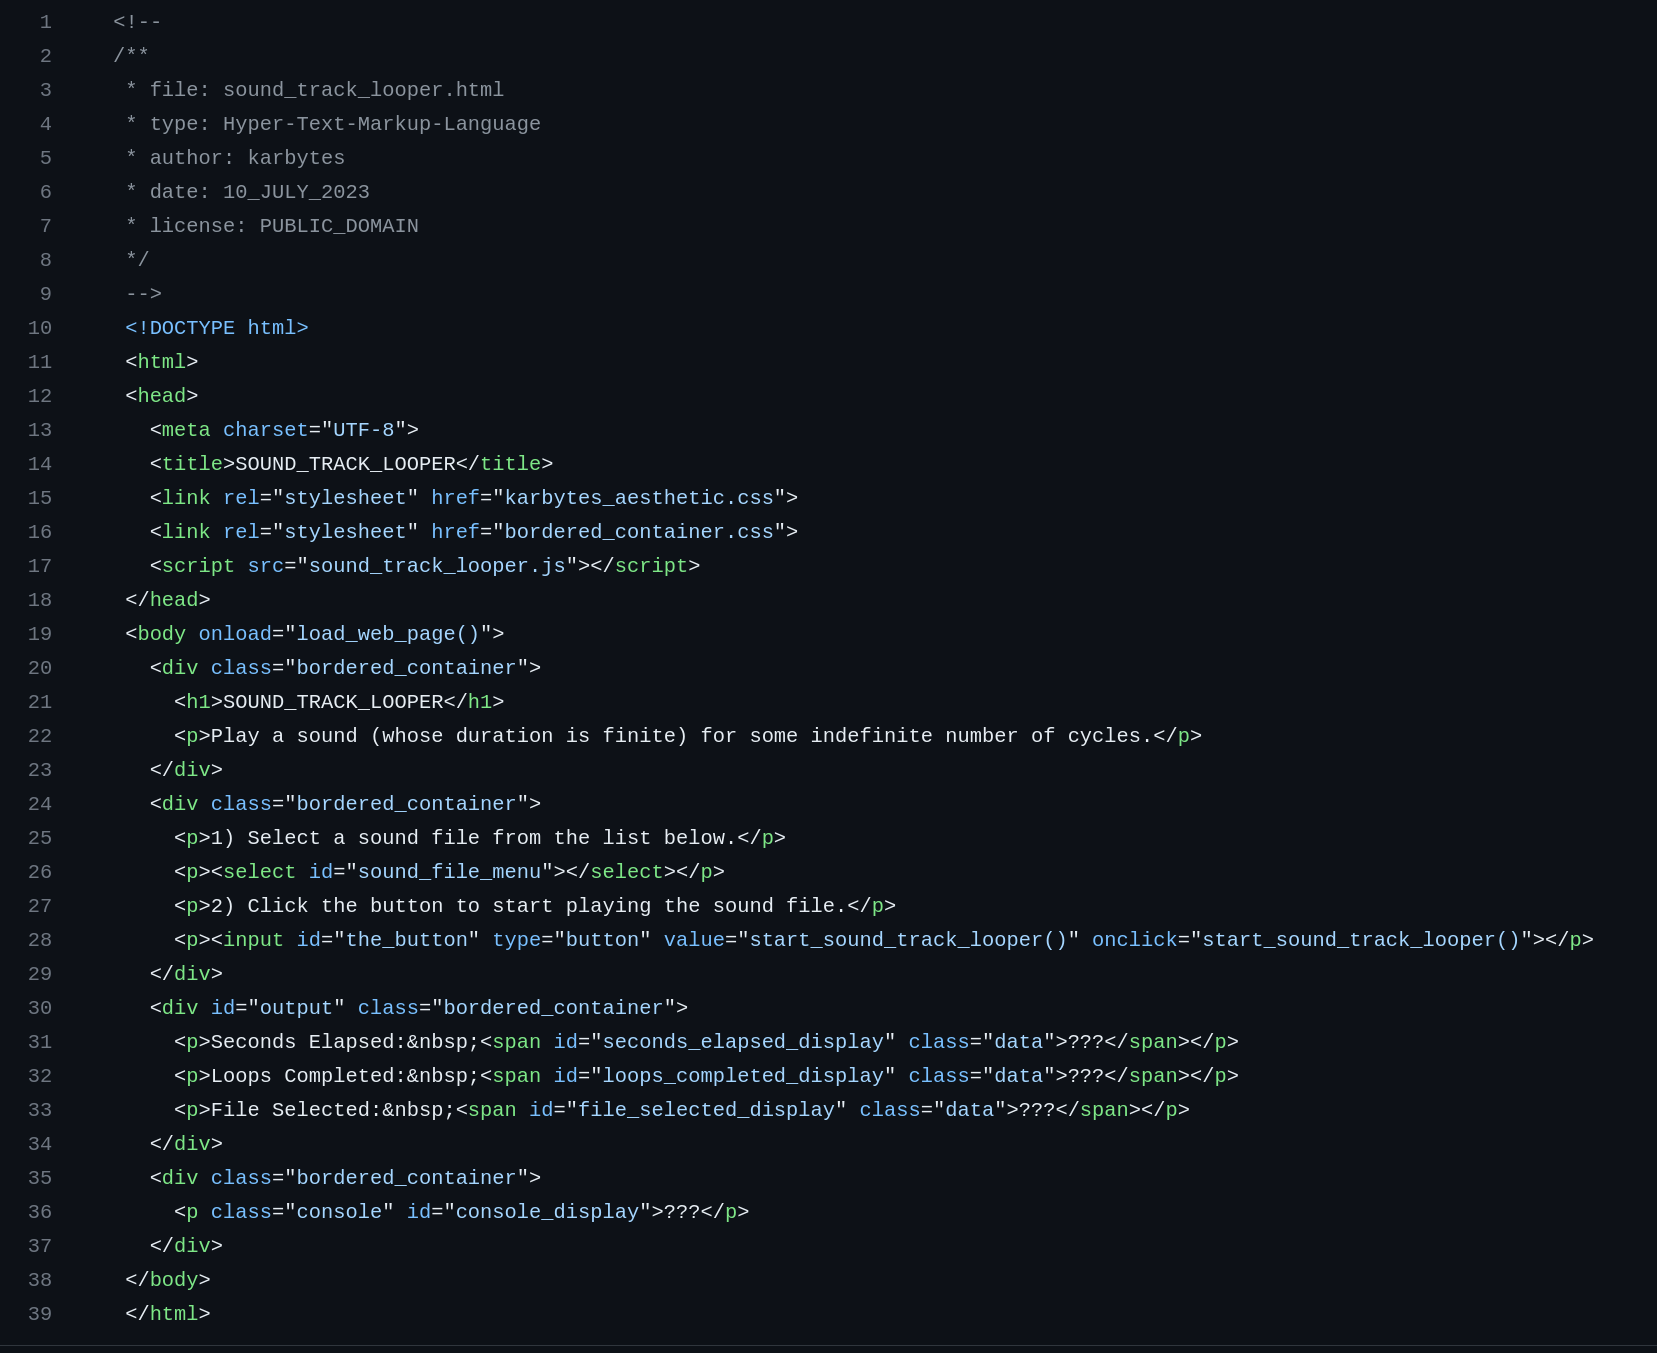 1 <!--
2 /**
3  * file: sound_track_looper.html
4  * type: Hyper-Text-Markup-Language
5  * author: karbytes
6  * date: 10_JULY_2023
7  * license: PUBLIC_DOMAIN
8  */
9  -->
10  <!DOCTYPE html>
11  <html>
12  <head>
13    <meta charset="UTF-8">
14    <title>SOUND_TRACK_LOOPER</title>
15    <link rel="stylesheet" href="karbytes_aesthetic.css">
16    <link rel="stylesheet" href="bordered_container.css">
17    <script src="sound_track_looper.js"></script>
18  </head>
19  <body onload="load_web_page()">
20    <div class="bordered_container">
21      <h1>SOUND_TRACK_LOOPER</h1>
22      <p>Play a sound (whose duration is finite) for some indefinite number of cycles.</p>
23    </div>
24    <div class="bordered_container">
25      <p>1) Select a sound file from the list below.</p>
26      <p><select id="sound_file_menu"></select></p>
27      <p>2) Click the button to start playing the sound file.</p>
28      <p><input id="the_button" type="button" value="start_sound_track_looper()" onclick="start_sound_track_looper()"></p>
29    </div>
30    <div id="output" class="bordered_container">
31      <p>Seconds Elapsed:&nbsp;<span id="seconds_elapsed_display" class="data">???</span></p>
32      <p>Loops Completed:&nbsp;<span id="loops_completed_display" class="data">???</span></p>
33      <p>File Selected:&nbsp;<span id="file_selected_display" class="data">???</span></p>
34    </div>
35    <div class="bordered_container">
36      <p class="console" id="console_display">???</p>
37    </div>
38  </body>
39  </html>